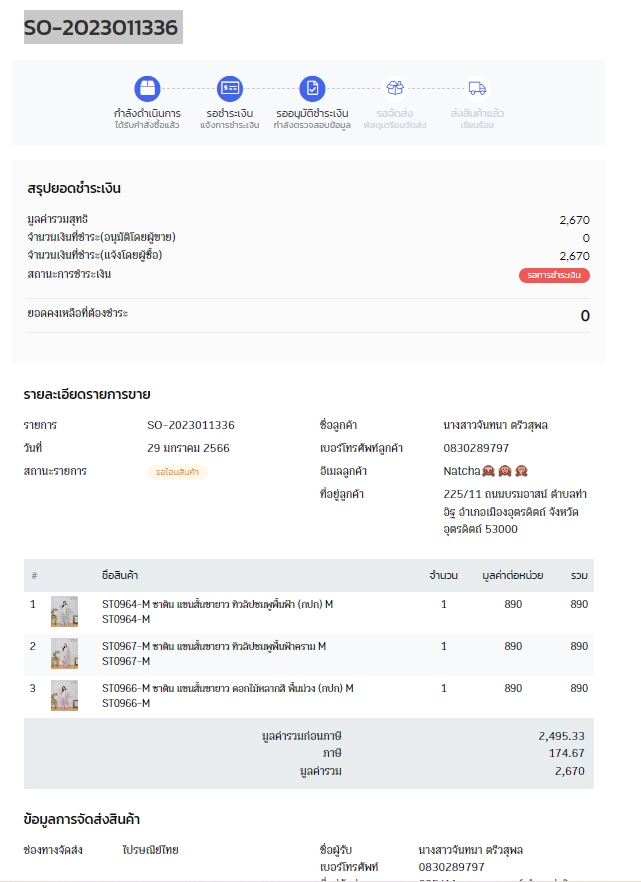 SO-2023011336
กำลังดำเนินการ รอชำระเงิน รออนุมัติชำระเงิน รอจัดส่ง ส่งสินค้าแล้ว
ได้รับคำสั่งซื้อแล้ว แจ้งการชำระเงิน กำลังตรวจสอบข้อมูล พัสดุเตรียมจัดส่ง เรียบร้อย
สรุปยอดชำระเงิน
มูลค่ารวมสุทธิ 2,670
จำนวนเงินที่ชำระ(อนุมัติโดยผู้ขาย) 0
จำนวนเงินที่ชำระ(แจ้งโดยผู้ซื้อ) 2,670
สถานะการชำระเงิน รอการชำระเงิน
ยอดคงเหลือที่ต้องชำระ 0
รายละเอียดรายการขาย
รายการ SO-2023011336 ชื่อลูกค้า นางสาวจันทนา ตรีวสุพล
วันที่ 29 มกราคม 2566 เบอร์โทรศัพท์ลูกค้า 0830289797
สถานะรายการ รอโอนสินค้า อีเมลลูกค้า Natcha🙈🙈🙈
ที่อยู่ลูกค้า 225/11 ถนนบรมอาสน์ ตำบลท่า
อิฐ อำเภอเมืองอุตรดิตถ์ จังหวัด
อุตรดิตถ์ 53000
# ชื่อสินค้า จำนวน มูลค่าต่อหน่วย รวม
1 ST0964-M ซาติน แขนสั้นขายาว ทิวลิปชมพูพื้นฟ้า (กปก) M 1 890 890
ST0964-M
2 ST0967-M ซาติน แขนสั้นขายาว ทิวลิปชมพูพื้นฟ้าคราม M 1 890 890
ST0967-M
3 ST0966-M ซาติน แขนสั้นขายาว ดอกไม้หลากสี พื้นม่วง (กปก) M 1 890 890
ST0966-M
มูลค่ารวมก่อนภาษี 2,495.33
ภาษี 174.67
มูลค่ารวม 2,670
ข้อมูลการจัดส่งสินค้า
ช่องทางจัดส่ง ไปรษณีย์ไทย ชื่อผู้รับ นางสาวจันทนา ตรีวสุพล
เบอร์โทรศัพท์ 0830289797